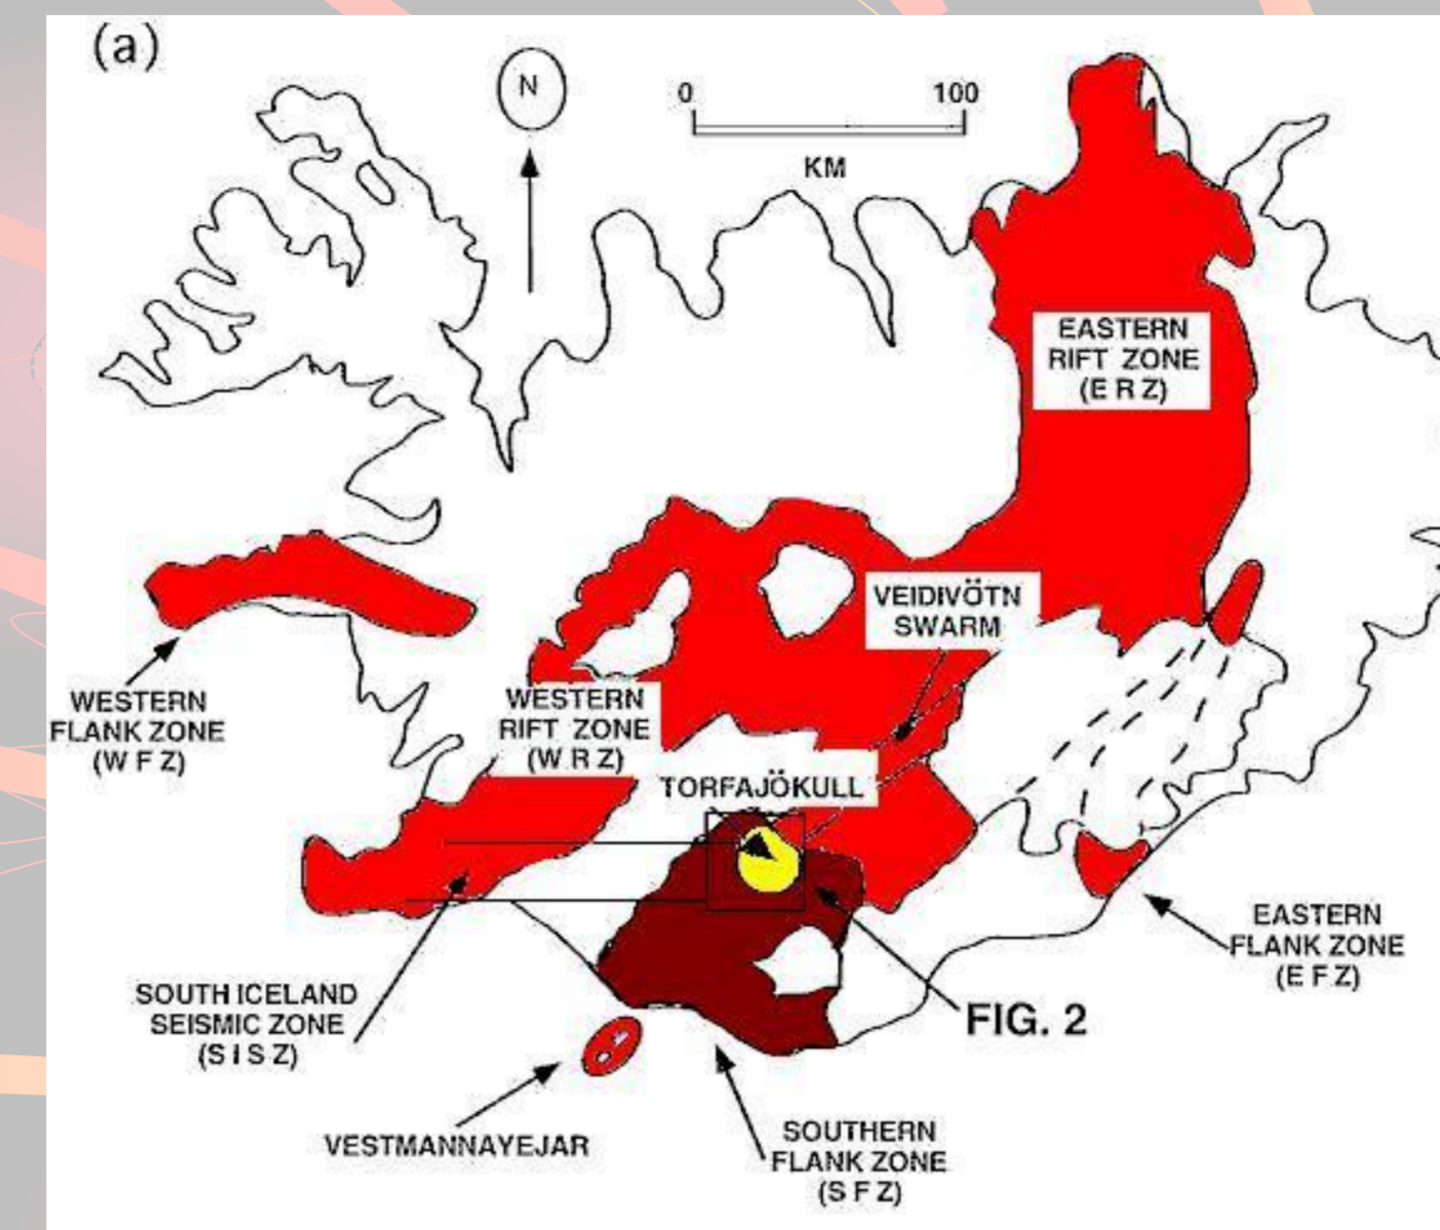 (a)
N
0 100
KM
EASTERN
RIFT ZONE
(E R Z)
VEIDIVÖTN
SWARM
WESTERN
FLANK ZONE
(W F Z)
WESTERN
RIFT ZONE
(W R Z)
TORFAJÖKULL
EASTERN
FLANK ZONE
(E F Z)
SOUTH ICELAND
SEISMIC ZONE
(S I S Z)
FIG. 2
VESTMANNAYEJAR
SOUTHERN
FLANK ZONE
(S F Z)